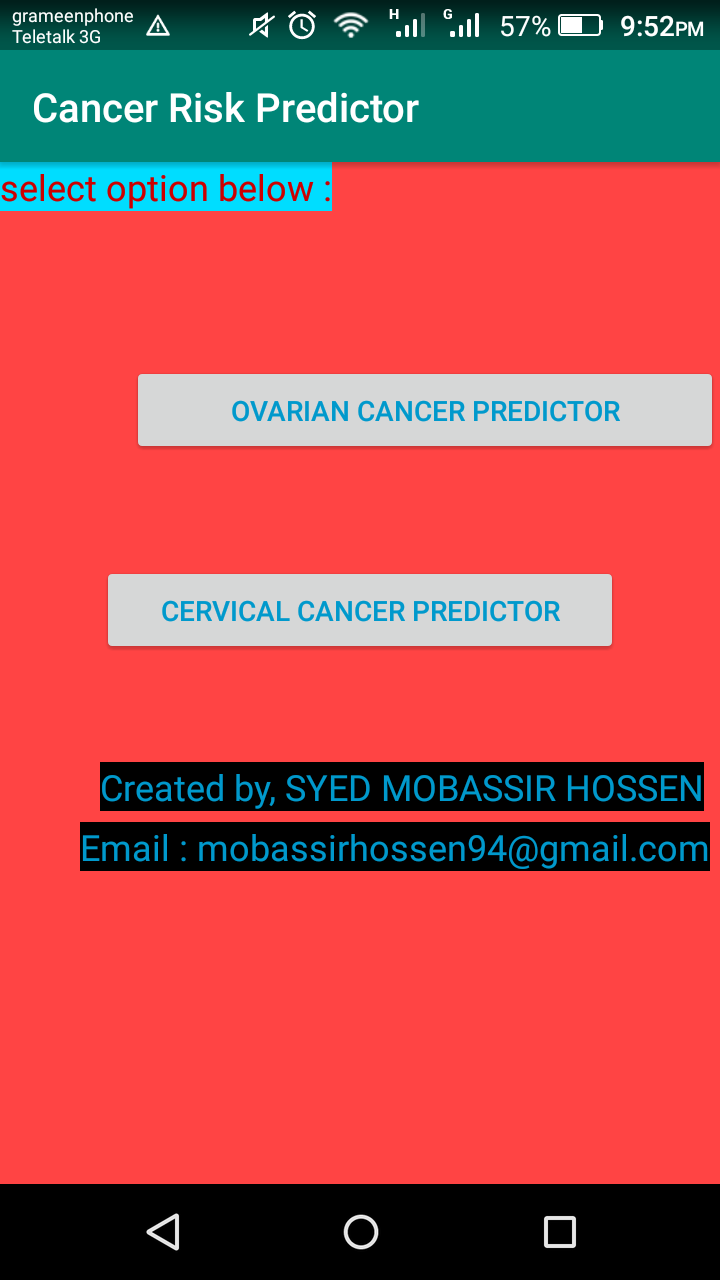 grameenphone
Teletalk 3G
H G 57% 9:52PM
Cancer Risk Predictor
select option below :
OVARIAN CANCER PREDICTOR
CERVICAL CANCER PREDICTOR
Created by, SYED MOBASSIR HOSSEN
Email : mobassirhossen94@gmail.com